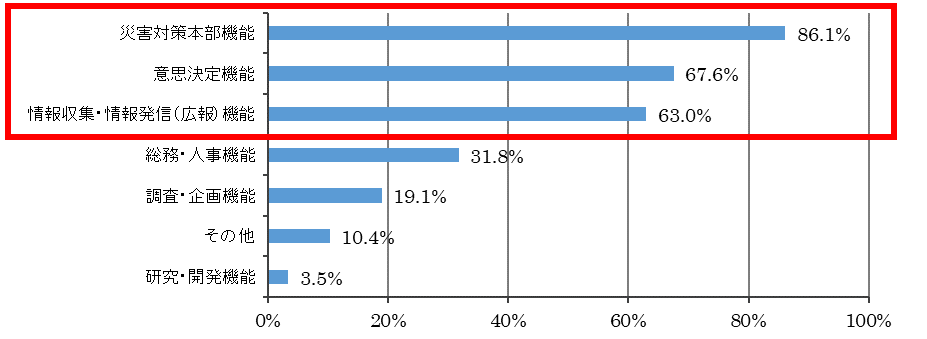 災害対策本部機能 86.1%
意思決定機能 67.6%
情報収集・情報発信(広報)機能 63.0%
総務・人事機能 31.8%
調査・企画機能 19.1%
その他 10.4%
研究・開発機能 3.5%
0% 20% 40% 60% 80% 100%